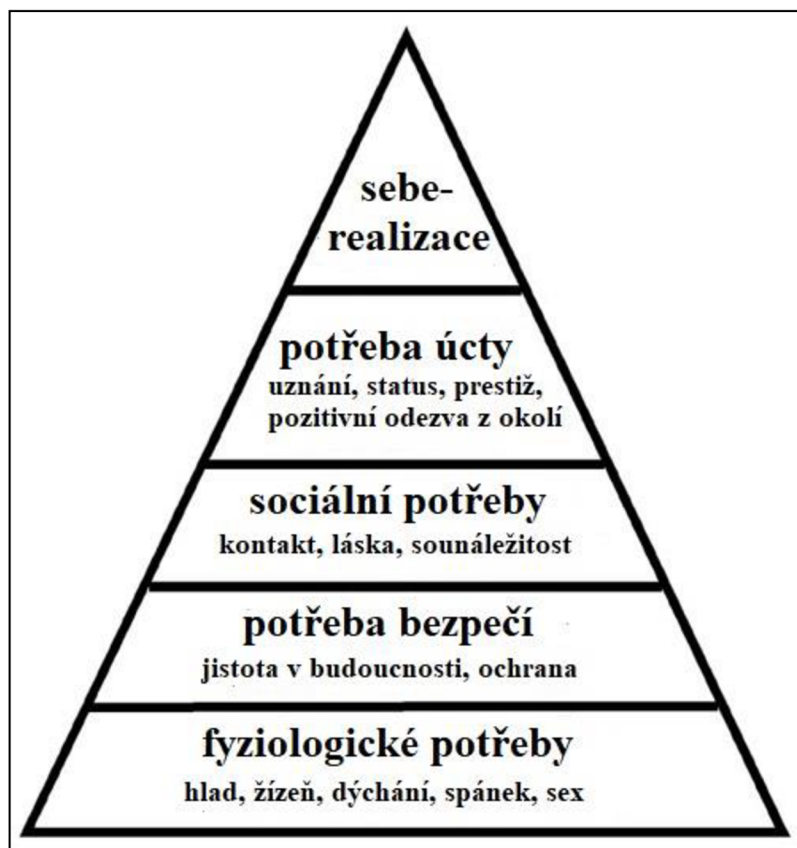 sebe-
realizace
potřeba úcty
uznání, status, prestiž,
pozitivní odezva z okolí
sociální potřeby
kontakt, láska, sounáležitost
potřeba bezpečí
jistota v budoucnosti, ochrana
fyziologické potřeby
hlad, žízeň, dýchání, spánek, sex